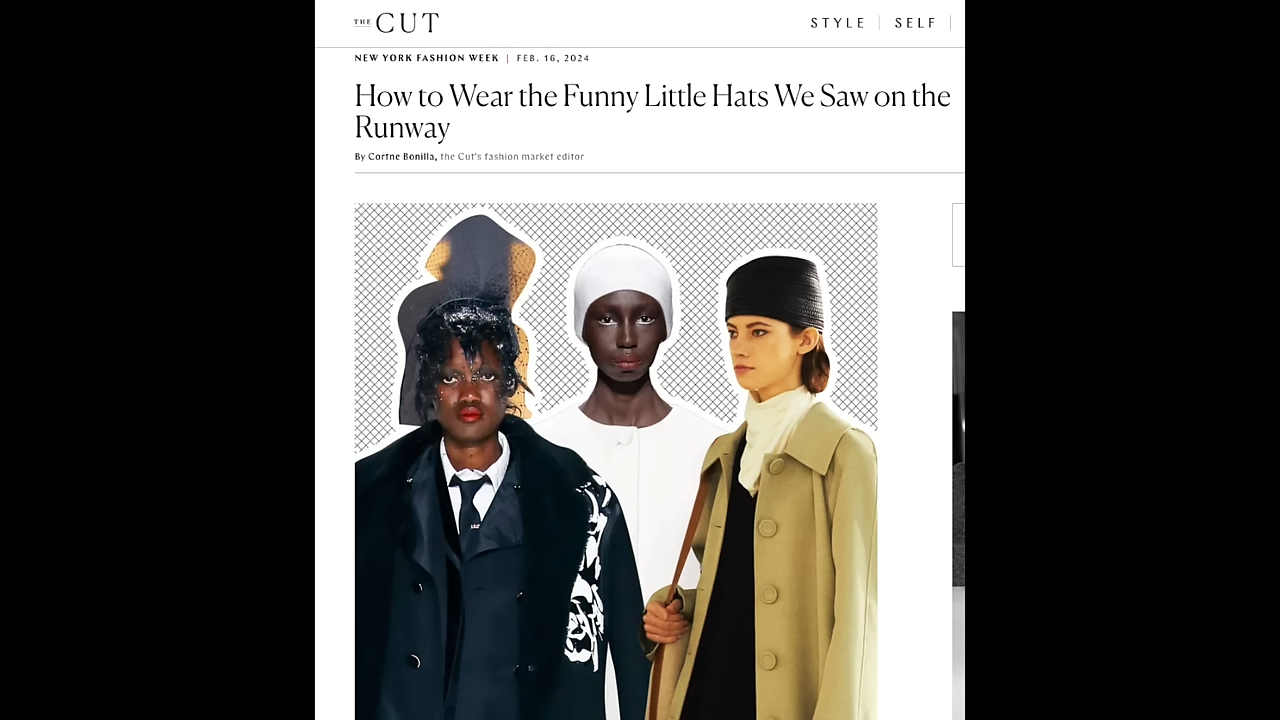 THE CUT
STYLE | SELF |
NEW YORK FASHION WEEK | FEB. 16, 2024
How to Wear the Funny Little Hats We Saw on the
Runway
By Cortne Bonilla, the Cut's fashion market editor